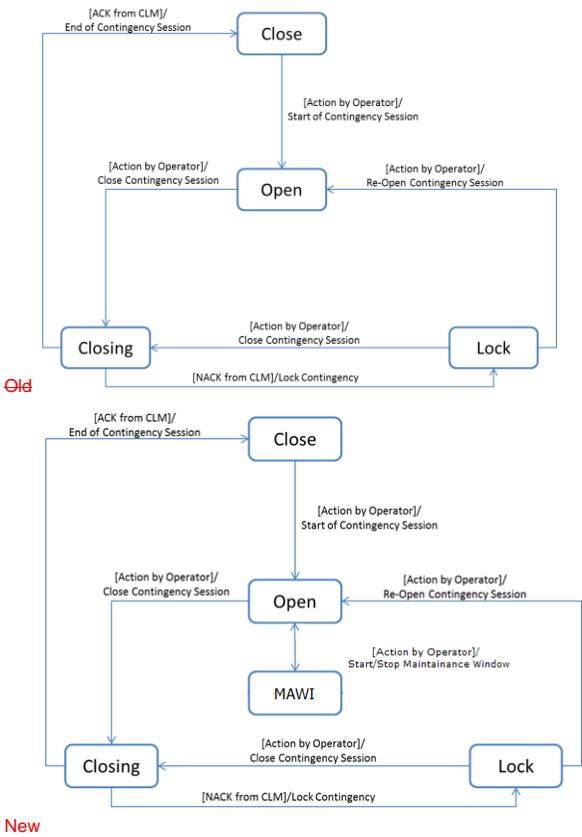 [ACK from CLM]/
End of Contingency Session
Close
[Action by Operator]/
Start of Contingency Session
[Action by Operator]/
Close Contingency Session
Open
[Action by Operator]/
Re-Open Contingency Session
Closing
[Action by Operator]/
Close Contingency Session
Lock
[NACK from CLM]/Lock Contingency
Old
[ACK from CLM]/
End of Contingency Session
Close
[Action by Operator]/
Start of Contingency Session
[Action by Operator]/
Close Contingency Session
Open
[Action by Operator]/
Re-Open Contingency Session
[Action by Operator]/
Start/Stop Maintainance Window
MAWI
Closing
[Action by Operator]/
Close Contingency Session
Lock
[NACK from CLM]/Lock Contingency
New